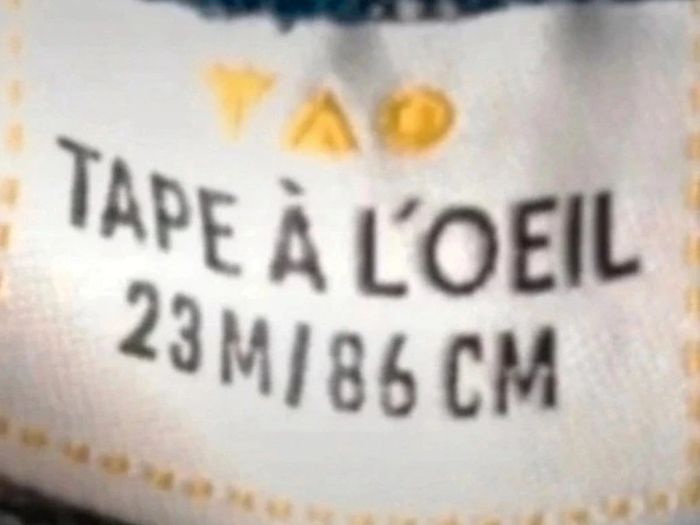 TAO
TAPE À L'OEIL
23M/86 CM